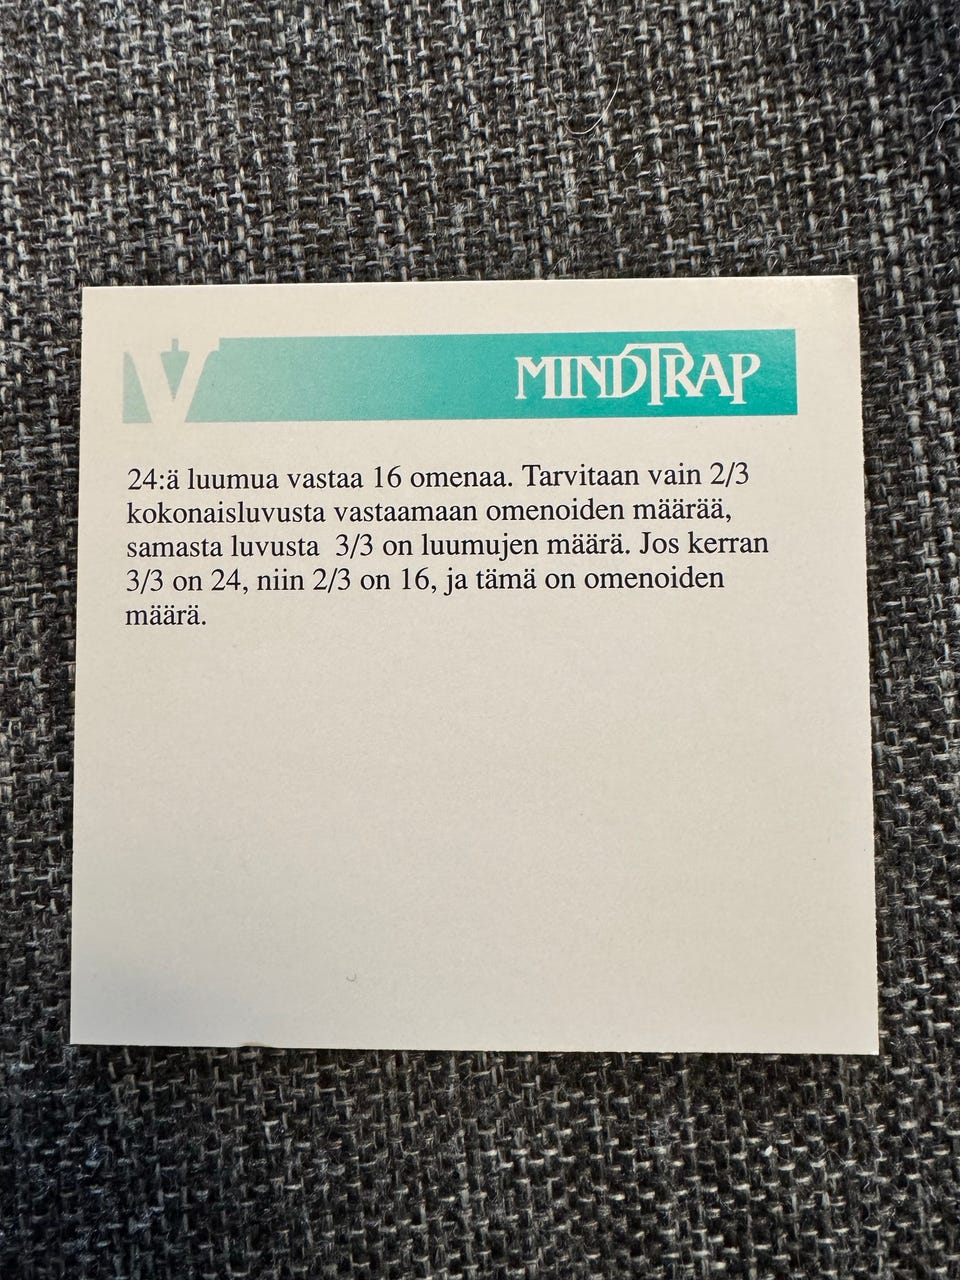 V
MINDTRAP
24:ä luumua vastaa 16 omenaa. Tarvitaan vain 2/3
kokonaisluvusta vastaamaan omenoiden määrää,
samasta luvusta 3/3 on luumujen määrä. Jos kerran
3/3 on 24, niin 2/3 on 16, ja tämä on omenoiden
määrä.